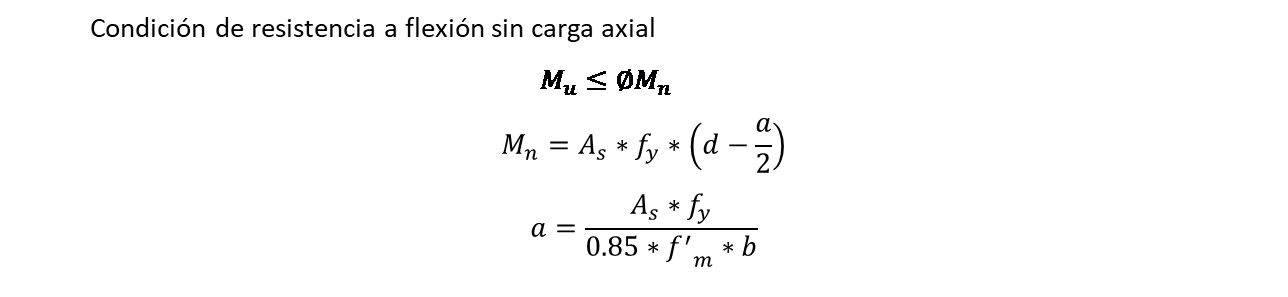 Condición de resistencia a flexión sin carga axial
M_u ≤ ∅M_n
M_n = A_s * f_y * (d − a/2)
a = (A_s * f_y) / (0.85 * f'_m * b)